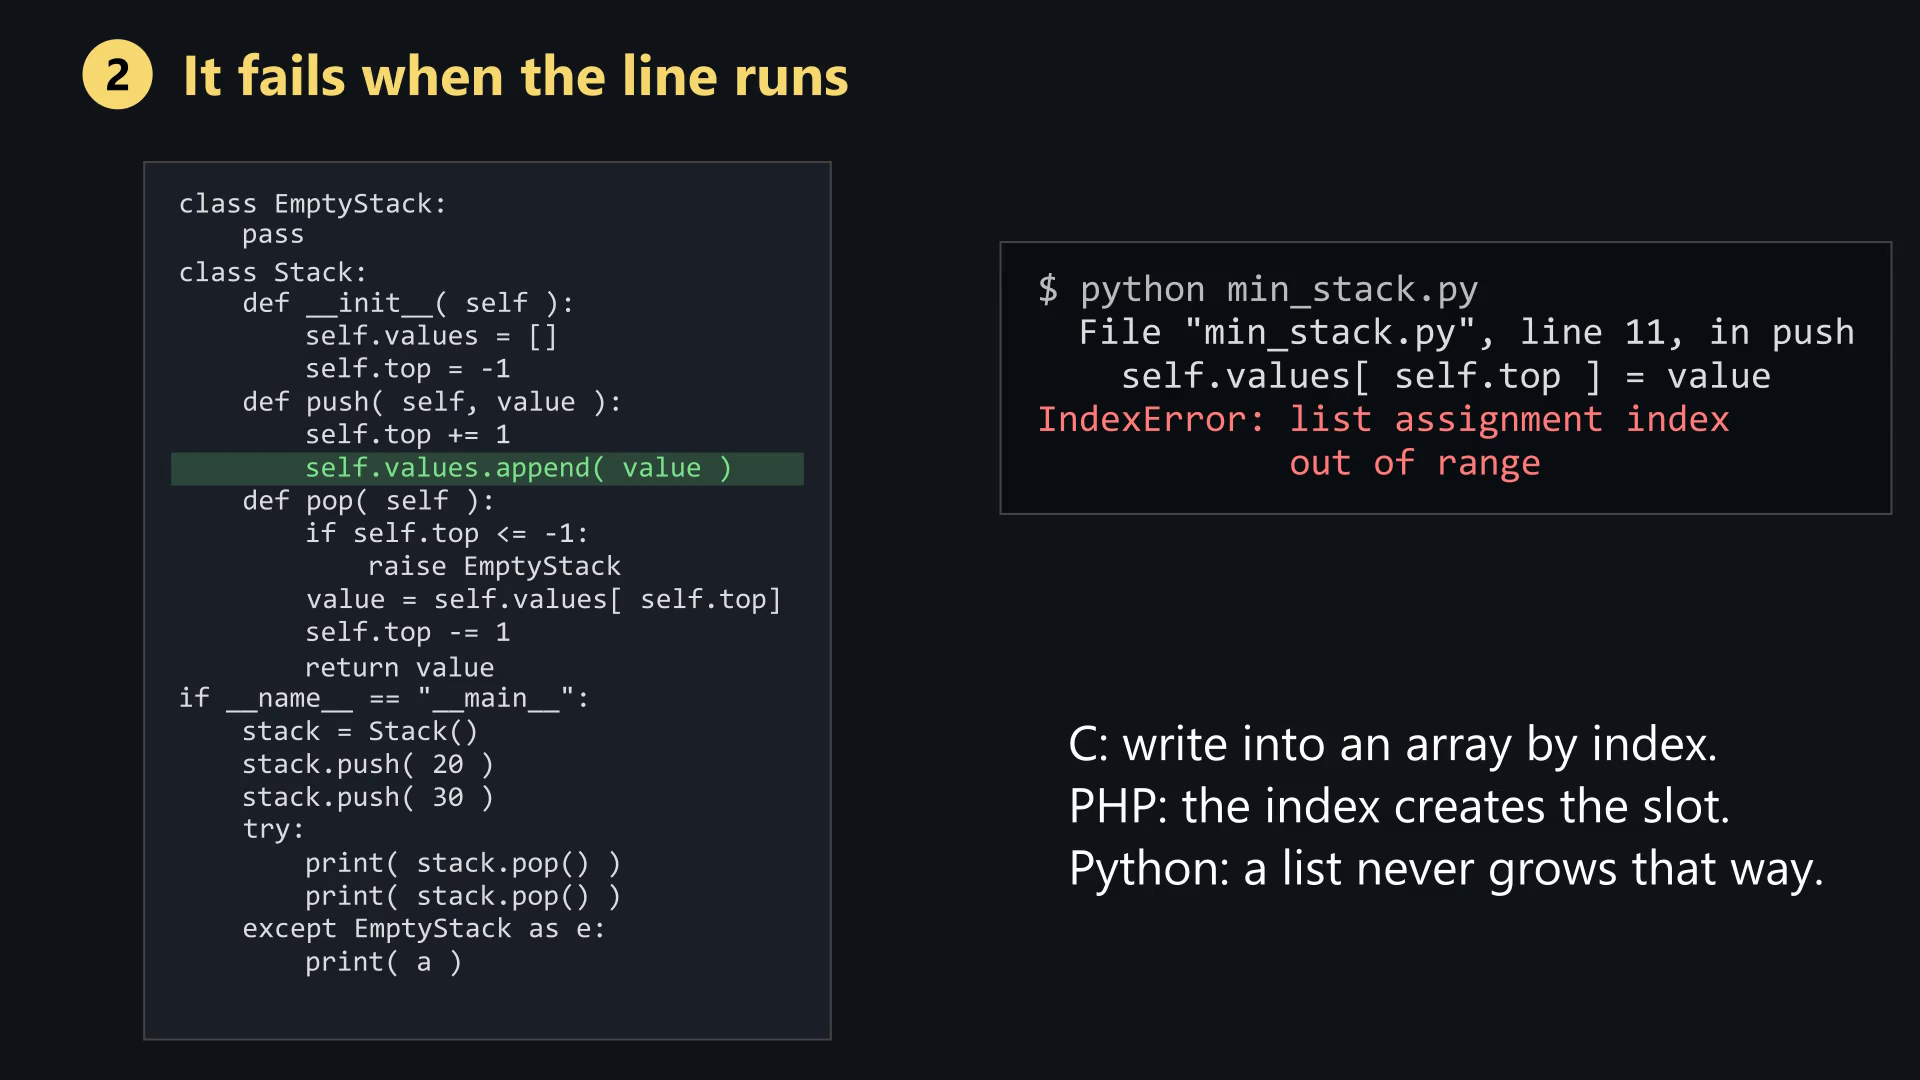 2 It fails when the line runs
class EmptyStack:
    pass
class Stack:
    def __init__( self ):
        self.values = []
        self.top = -1
    def push( self, value ):
        self.top += 1
        self.values.append( value )
    def pop( self ):
        if self.top <= -1:
            raise EmptyStack
        value = self.values[ self.top]
        self.top -= 1
        return value
if __name__ == "__main__":
    stack = Stack()
    stack.push( 20 )
    stack.push( 30 )
    try:
        print( stack.pop() )
        print( stack.pop() )
    except EmptyStack as e:
        print( a )
$ python min_stack.py
  File "min_stack.py", line 11, in push
    self.values[ self.top ] = value
IndexError: list assignment index
            out of range
C: write into an array by index.
PHP: the index creates the slot.
Python: a list never grows that way.